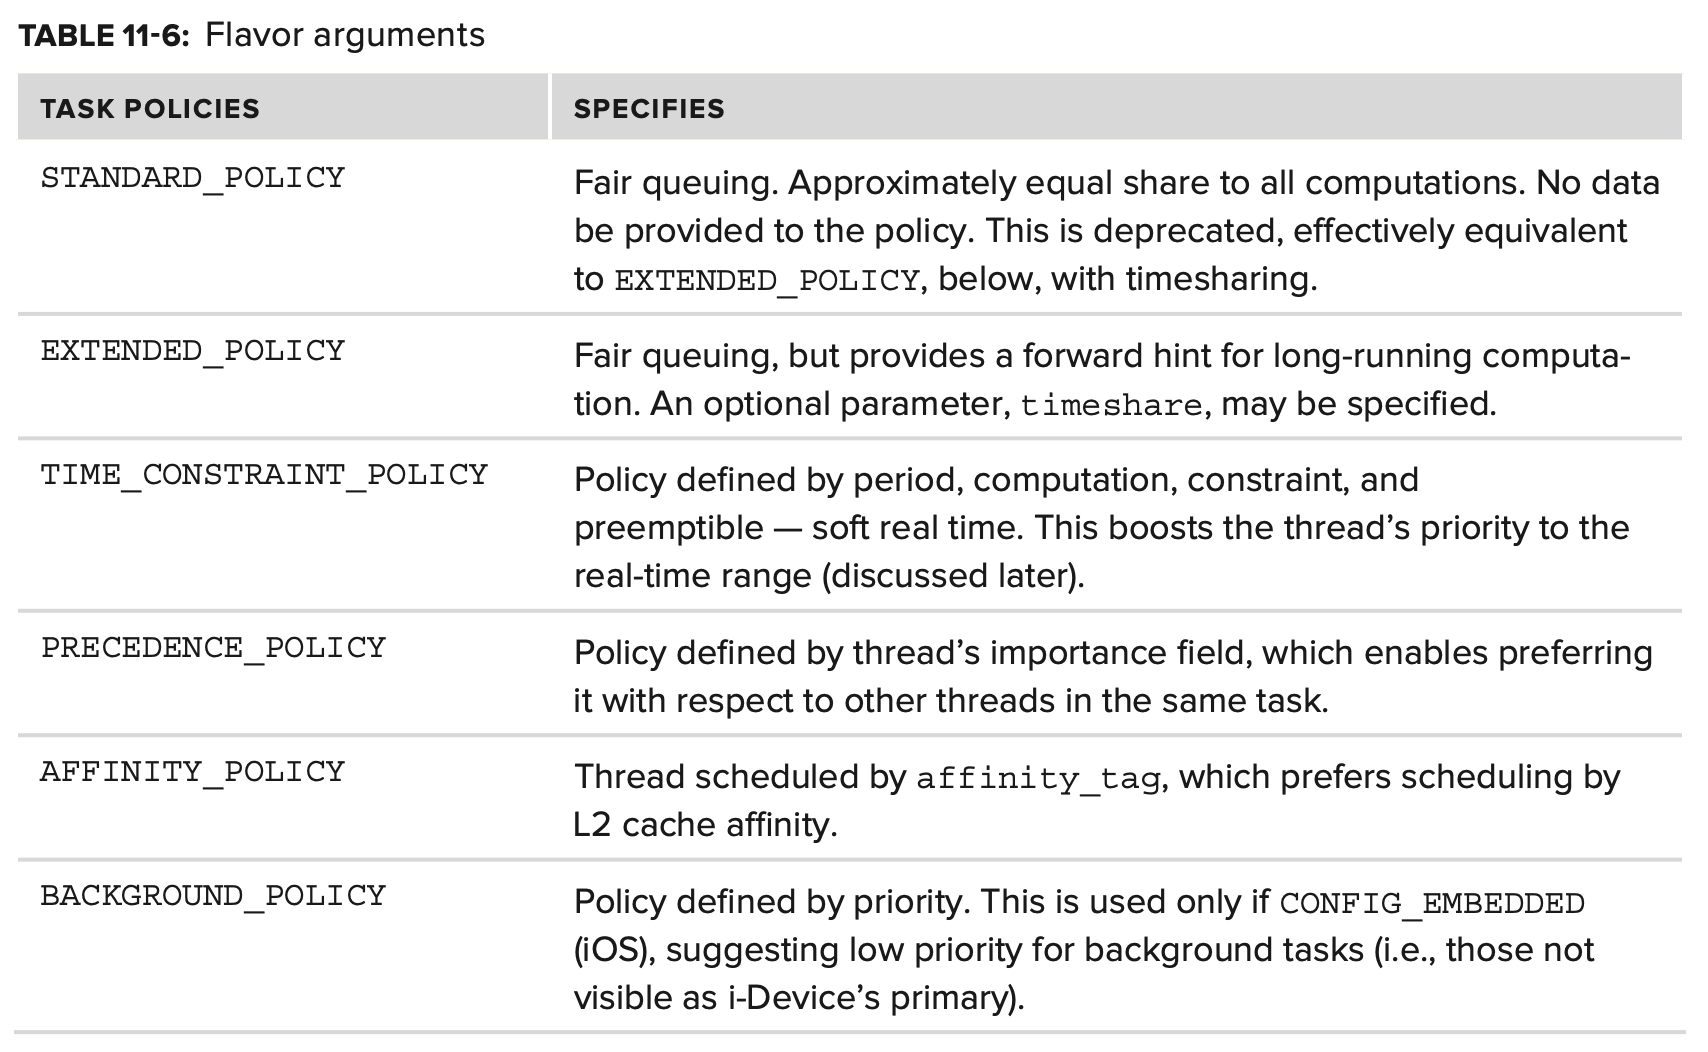 TABLE 11-6: Flavor arguments
TASK POLICIES SPECIFIES
STANDARD_POLICY Fair queuing. Approximately equal share to all computations. No data
be provided to the policy. This is deprecated, effectively equivalent
to EXTENDED_POLICY, below, with timesharing.
EXTENDED_POLICY Fair queuing, but provides a forward hint for long-running computa-
tion. An optional parameter, timeshare, may be specified.
TIME_CONSTRAINT_POLICY Policy defined by period, computation, constraint, and
preemptible — soft real time. This boosts the thread’s priority to the
real-time range (discussed later).
PRECEDENCE_POLICY Policy defined by thread’s importance field, which enables preferring
it with respect to other threads in the same task.
AFFINITY_POLICY Thread scheduled by affinity_tag, which prefers scheduling by
L2 cache affinity.
BACKGROUND_POLICY Policy defined by priority. This is used only if CONFIG_EMBEDDED
(iOS), suggesting low priority for background tasks (i.e., those not
visible as i-Device’s primary).